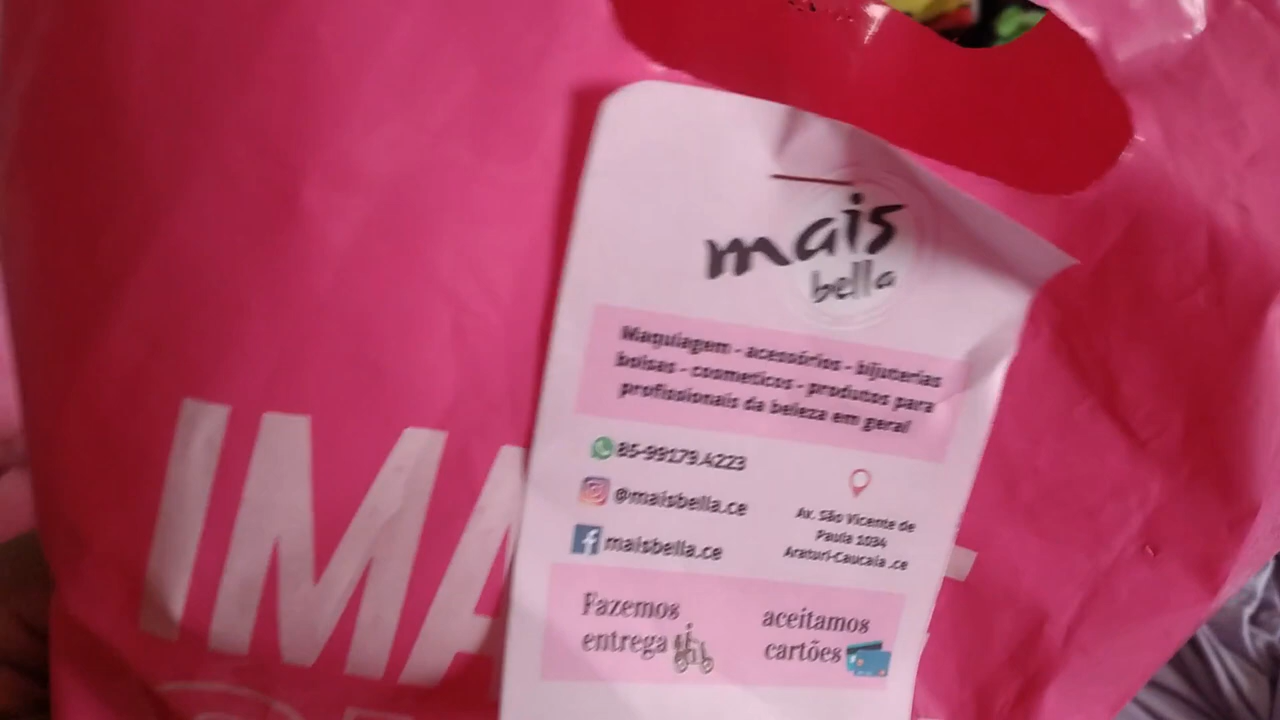 mais
bella
Maquiagem - acessórios - bijuterias
bolsas - cosmeticos - produtos para
profissionais da beleza em geral
85-99179.4223
@maisbella.ce
maisbella.ce
Av. São Vicente de
Paula 1034
Araturi-Caucaia .ce
Fazemos
entrega
aceitamos
cartões